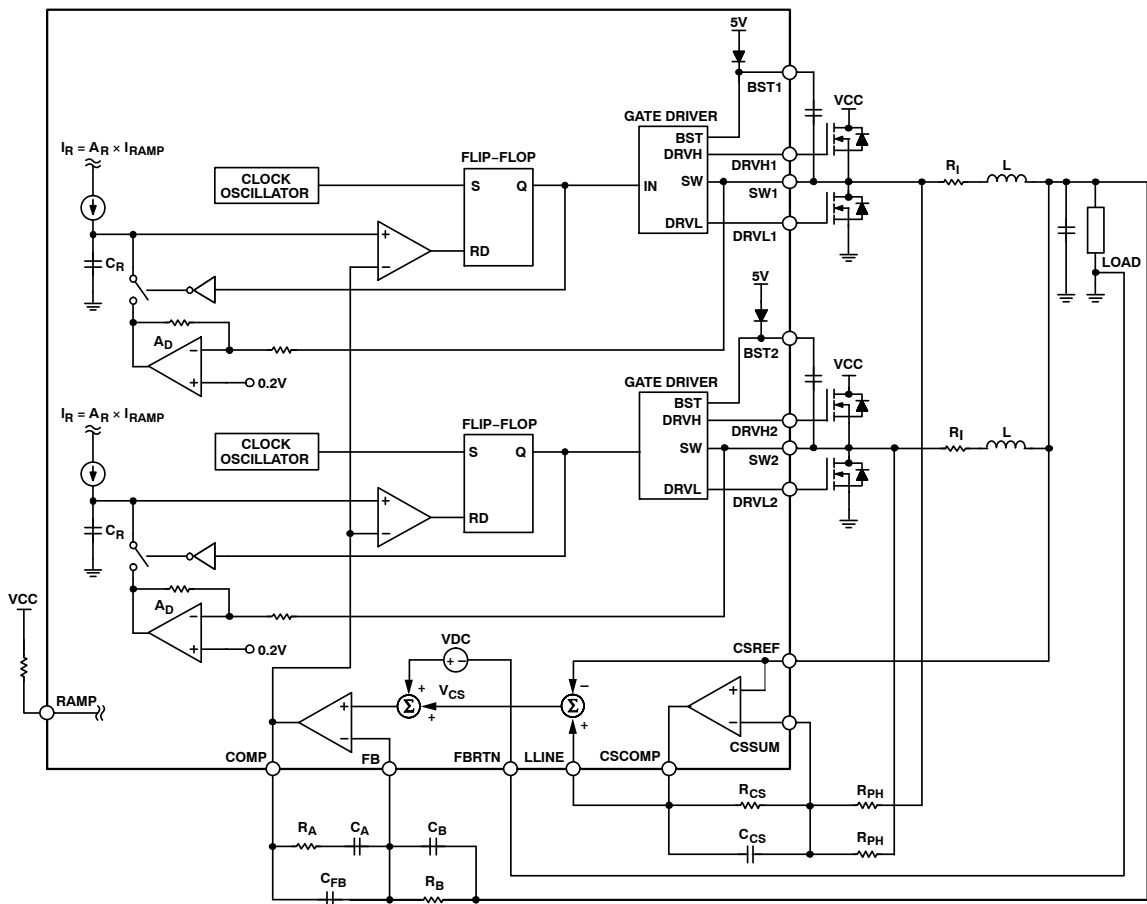 5V
BST1
VCC
GATE DRIVER
BST
DRVH
DRVH1
IN
SW
SW1
DRVL
DRVL1
I_R = A_R × I_RAMP
FLIP−FLOP
CLOCK
OSCILLATOR
S
Q
RD
+
−
C_R
R_I
L
LOAD
A_D
−
+
0.2V
5V
BST2
VCC
GATE DRIVER
BST
DRVH
DRVH2
SW
SW2
DRVL
DRVL2
I_R = A_R × I_RAMP
FLIP−FLOP
CLOCK
OSCILLATOR
S
Q
RD
+
−
C_R
R_I
L
A_D
−
+
0.2V
VCC
RAMP
VDC
+ −
CSREF
+
+
Σ
V_CS
−
Σ
+
+
−
CSSUM
+
−
COMP
FB
FBRTN
LLINE
CSCOMP
R_CS
R_PH
C_CS
R_PH
R_A
C_A
C_B
C_FB
R_B